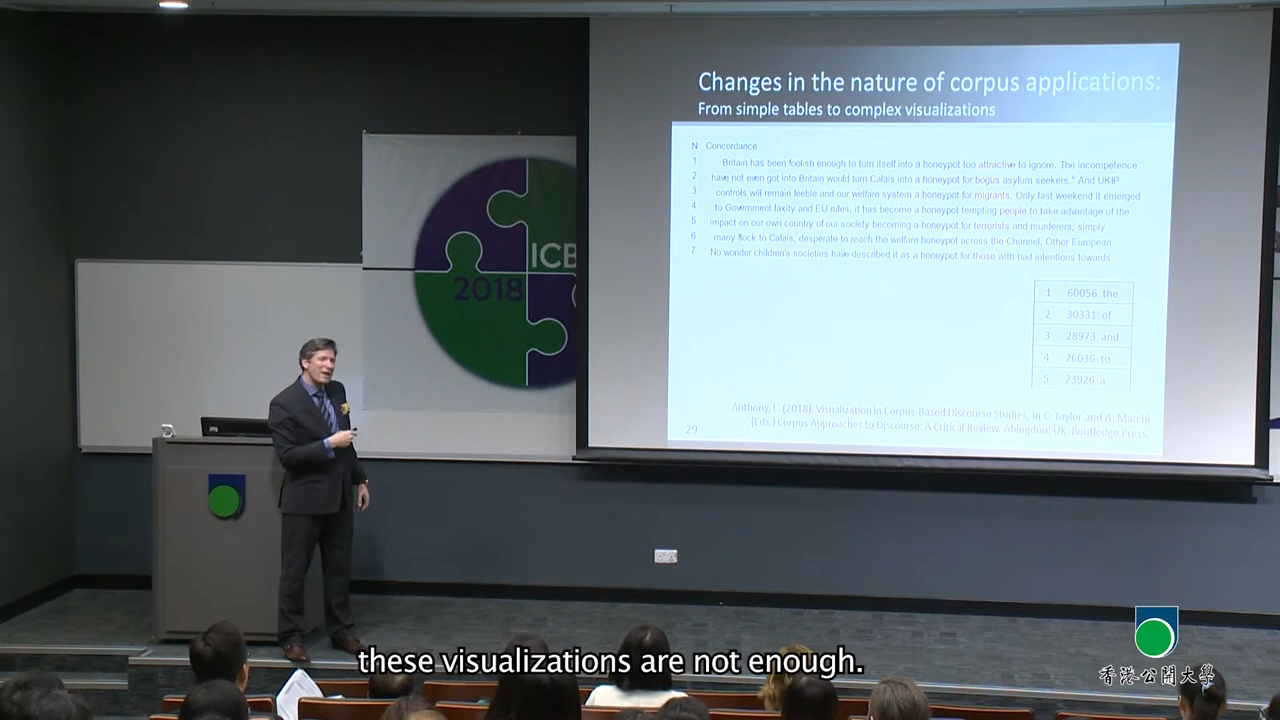 Changes in the nature of corpus applications:
From simple tables to complex visualizations
N Concordance
1 Britain has been foolish enough to turn itself into a honeypot too attractive to ignore. The incompetence
2 have not even got into Britain would turn Calais into a honeypot for bogus asylum seekers." And UKIP
3 controls will remain feeble and our welfare system a honeypot for migrants. Only last weekend it emerged
4 to Government laxity and EU rules, it has become a honeypot tempting people to take advantage of the
5 impact on our own country of our society becoming a honeypot for terrorists and murderers, simply
6 many flock to Calais, desperate to reach the welfare honeypot across the Channel. Other European
7 No wonder children's societies have described it as a honeypot for those with bad intentions towards
1 60056 the
2 30331 of
3 28973 and
4 26036 to
5 23926 a
Anthony, L. (2018). Visualization in Corpus-Based Discourse Studies, In C. Taylor and A. Marchi
(Eds.) Corpus Approaches to Discourse: A Critical Review. Abingdon: UK. Routledge Press.
29
ICB
2018
these visualizations are not enough.
香港公開大學